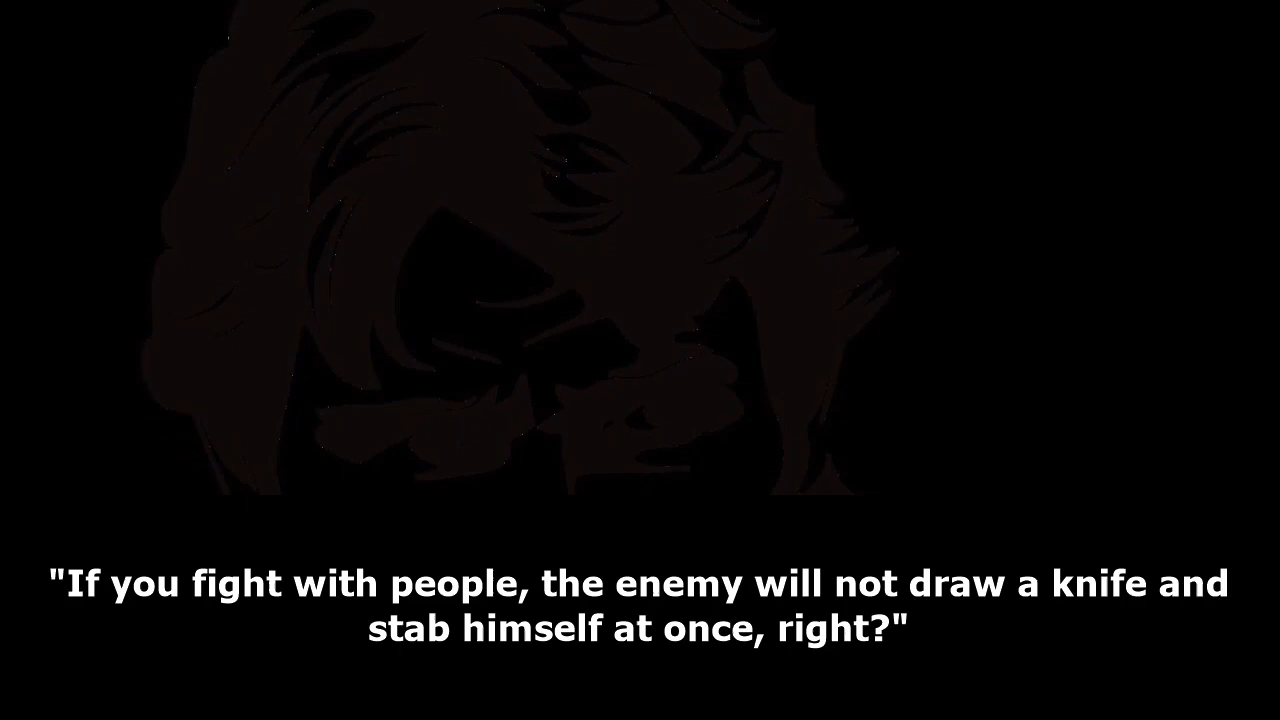 "If you fight with people, the enemy will not draw a knife and
stab himself at once, right?"